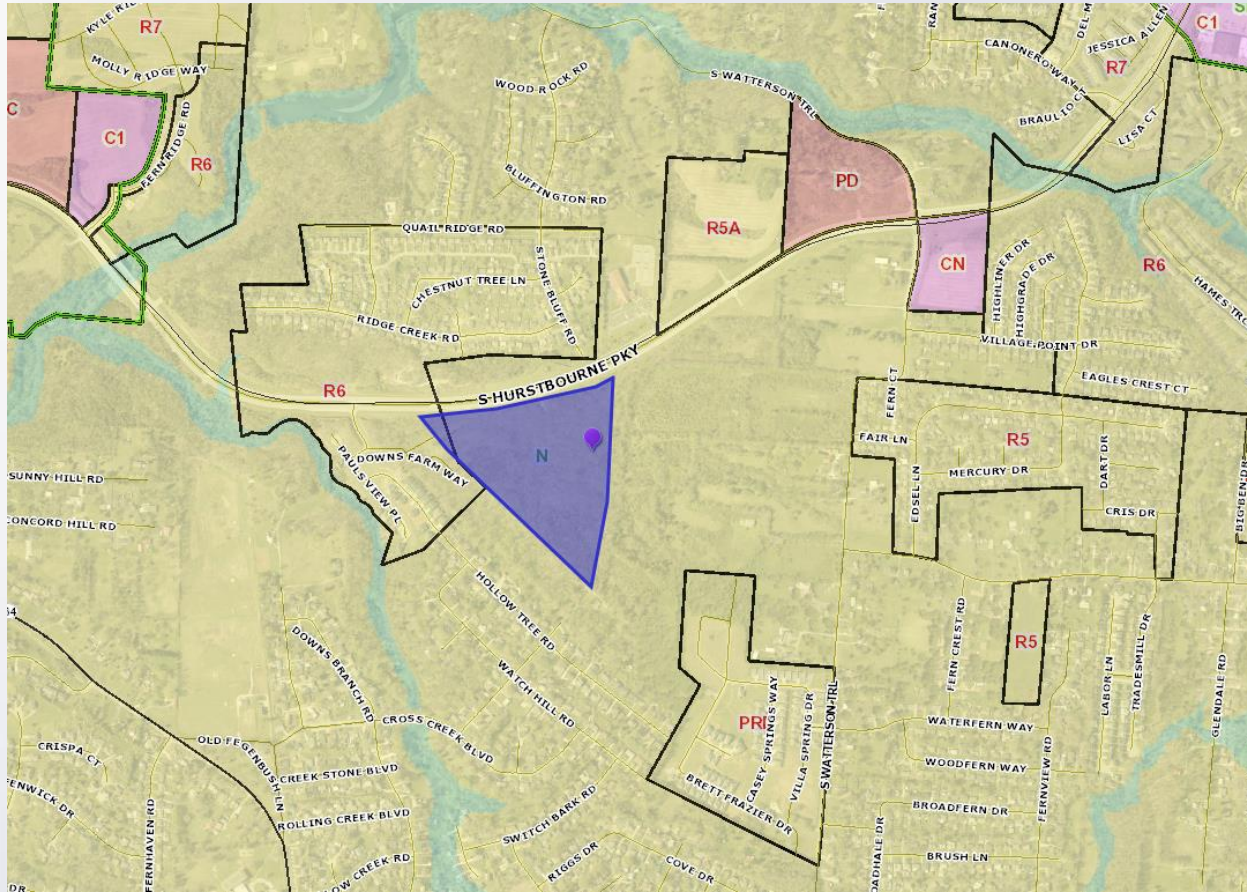 R7
MOLLY RIDGE WAY
C
C1
FERN RIDGE RD
R6
WOOD ROCK RD
S WATTERSON TRL
CANONERO WAY
JESSICA ALLEN
R7
C1
BRAULIO CT
LISA CT
BLUFFINGTON RD
PD
QUAIL RIDGE RD
R5A
STONE BLUFF RD
CHESTNUT TREE LN
CN
HIGHLINER DR
HIGHGRADE DR
R6
HAMES TRC
RIDGE CREEK RD
VILLAGE POINT DR
S HURSTBOURNE PKY
EAGLES CREST CT
R6
FERN CT
N
FAIR LN
R5
DOWNS FARM WAY
PAULS VIEW PL
MERCURY DR
DART DR
EDSEL LN
BIG BEN DR
SUNNY HILL RD
CONCORD HILL RD
CRIS DR
HOLLOW TREE RD
FERN CREST RD
R5
LABOR LN
TRADESMILL DR
GLENDALE RD
DOWNS BRANCH RD
WATCH HILL RD
CASEY SPRINGS WAY
VILLA SPRING DR
S WATTERSON TRL
WATERFERN WAY
CROSS CREEK BLVD
OLD FEGENBUSH LN
CRISPA CT
WOODFERN WAY
FERNVIEW RD
CREEK STONE BLVD
BRETT FRAZIER DR
SWITCH BARK RD
BROADFERN DR
ROLLING CREEK BLVD
FERNHAVEN RD
RIGGS DR
COVE DR
BRUSH LN